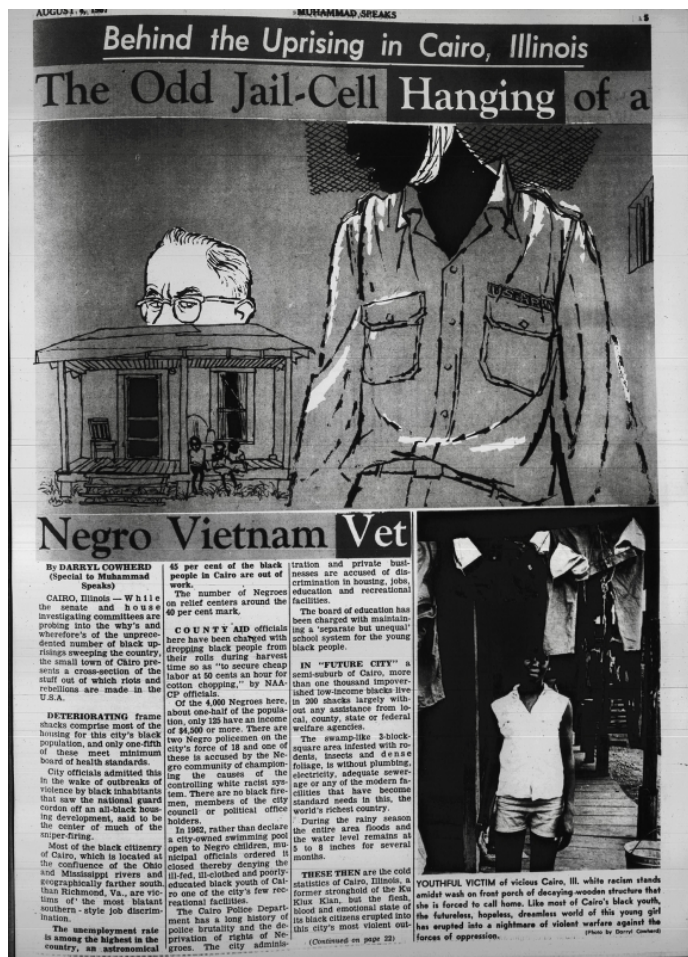 AUGUST
MUHAMMAD SPEAKS
5
Behind the Uprising in Cairo, Illinois
The Odd Jail-Cell Hanging of a
Negro Vietnam Vet
By DARRYL COWHERD
(Special to Muhammad
Speaks)
CAIRO, Illinois — While
the senate and house
investigating committees are
probing into the why's and
wherefore's of the unprece-
dented number of black up-
risings sweeping the country,
the small town of Cairo pre-
sents a cross-section of the
stuff out of which riots and
rebellions are made in the
U.S.A.
DETERIORATING frame
shacks comprise most of the
housing for this city's black
population, and only one-fifth
of these meet minimum
board of health standards.
City officials admitted this
in the wake of outbreaks of
violence by black inhabitants
that saw the national guard
cordon off an all-black hous-
ing development, said to be
the center of much of the
sniper-firing.
Most of the black citizenry
of Cairo, which is located at
the confluence of the Ohio
and Mississippi rivers and
geographically farther south
than Richmond, Va., are vic-
tims of the most blatant
southern - style job discrim-
ination.
The unemployment rate
is among the highest in the
country, an astronomical
45 per cent of the black
people in Cairo are out of
work.
The number of Negroes
on relief centers around the
40 per cent mark.
COUNTY AID officials
here have been charged with
dropping black people from
their rolls during harvest
time so as "to secure cheap
labor at 50 cents an hour for
cotton chopping," by NAA-
CP officials.
Of the 4,000 Negroes here,
about one-half of the popula-
tion, only 125 have an income
of $4,500 or more. There are
two Negro policemen on the
city's force of 18 and one of
these is accused by the Ne-
gro community of champion-
ing the causes of the
controlling white racist sys-
tem. There are no black fire-
men, members of the city
council or political office
holders.
In 1962, rather than declare
a city-owned swimming pool
open to Negro children, mu-
nicipal officials ordered it
closed thereby denying the
ill-fed, ill-clothed and poorly-
educated black youth of Cai-
ro one of the city's few rec-
reational facilities.
The Cairo Police Depart-
ment has a long history of
police brutality and the de-
privation of rights of Ne-
groes. The city adminis-
tration and private busi-
nesses are accused of dis-
crimination in housing, jobs,
education and recreational
facilities.
The board of education has
been charged with maintain-
ing a 'separate but unequal'
school system for the young
black people.
IN "FUTURE CITY" a
semi-suburb of Cairo, more
than one thousand impover-
ished low-income blacks live
in 200 shacks largely with-
out any assistance from lo-
cal, county, state or federal
welfare agencies.
The swamp-like 2-block-
square area infested with ro-
dents, insects and dense
foliage, is without plumbing,
electricity, adequate sewer-
age or any of the modern fa-
cilities that have become
standard needs in this, the
world's richest country.
During the rainy season
the entire area floods and
the water level remains at
5 to 8 inches for several
months.
THESE THEN are the cold
statistics of Cairo, Illinois, a
former stronghold of the Ku
Klux Klan, but the flesh,
blood and emotional state of
its black citizens erupted into
this city's most violent out-
(Continued on page 22)
YOUTHFUL VICTIM of vicious Cairo, Ill. white racism stands
amidst wash on front porch of decaying wooden structure that
she is forced to call home. Like most of Cairo's black youth,
the futureless, hopeless, dreamless world of this young girl
has erupted into a nightmare of violent warfare against the
forces of oppression.
(Photo by Darryl Cowherd)